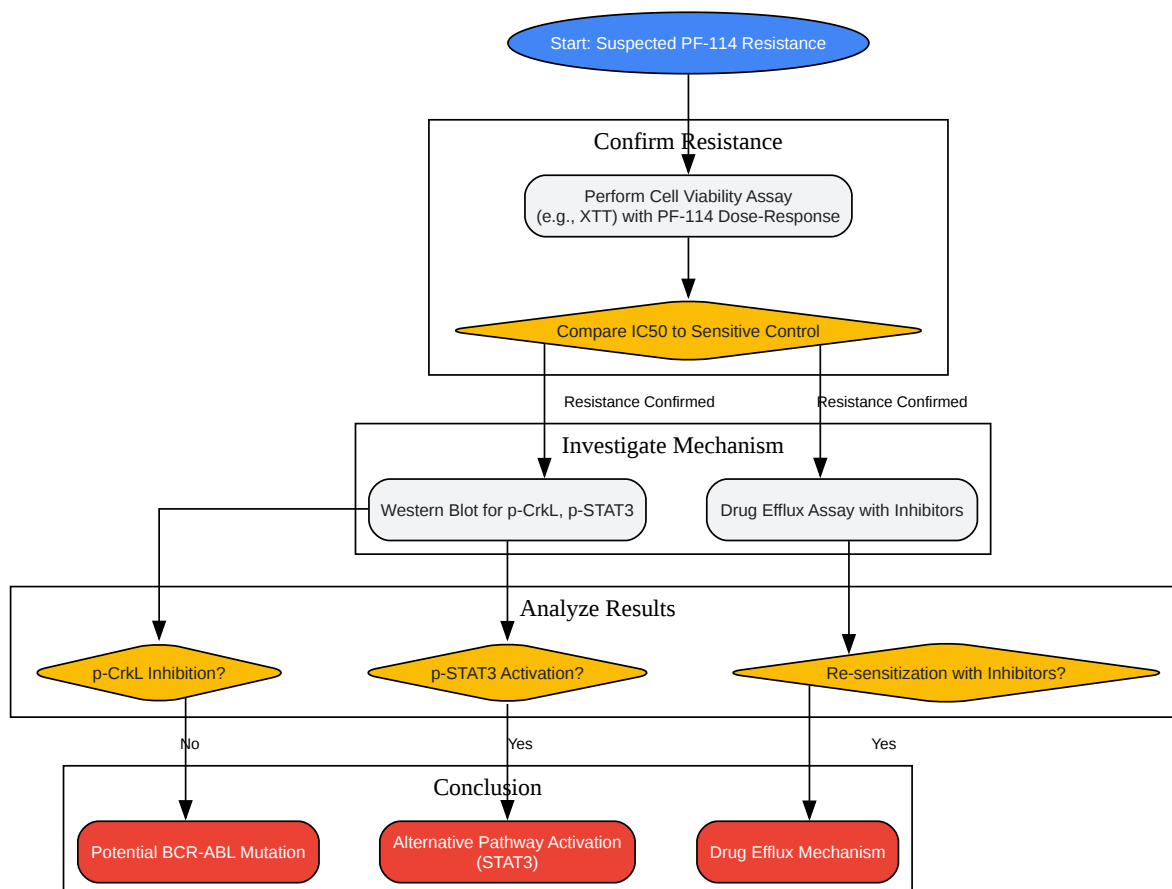 Start: Suspected PF-114 Resistance
Confirm Resistance
Perform Cell Viability Assay
(e.g., XTT) with PF-114 Dose-Response
Compare IC50 to Sensitive Control
Resistance Confirmed
Resistance Confirmed
Investigate Mechanism
Western Blot for p-CrkL, p-STAT3
Drug Efflux Assay with Inhibitors
Analyze Results
p-CrkL Inhibition?
p-STAT3 Activation?
Re-sensitization with Inhibitors?
No
Yes
Yes
Conclusion
Potential BCR-ABL Mutation
Alternative Pathway Activation
(STAT3)
Drug Efflux Mechanism